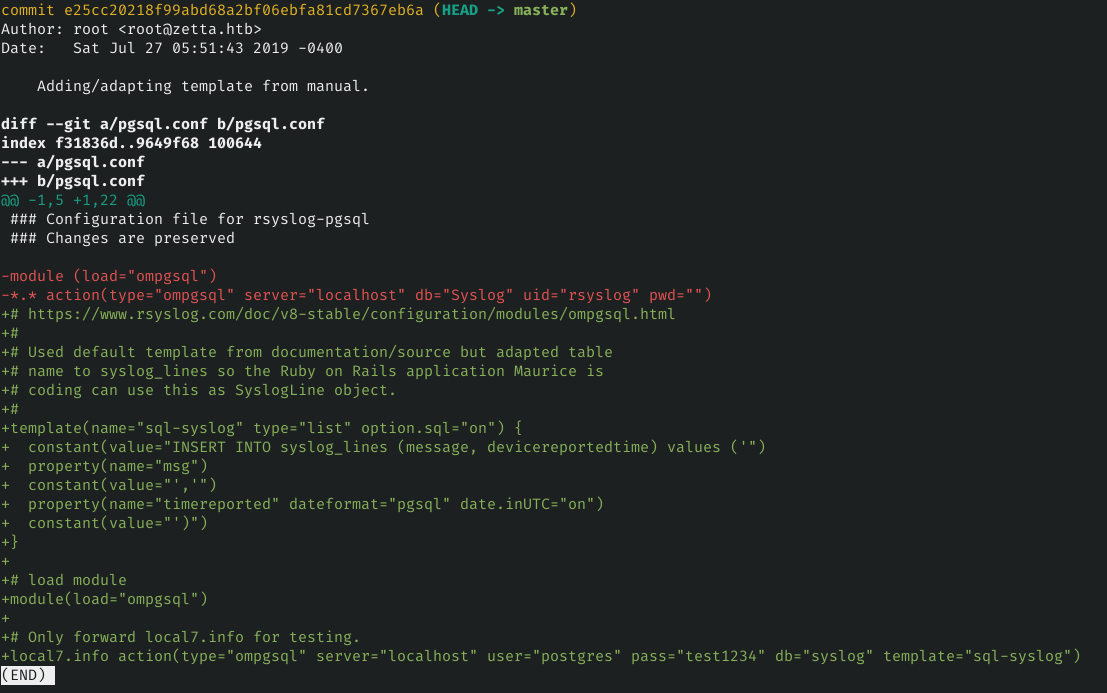 commit e25cc20218f99abd68a2bf06ebfa81cd7367eb6a (HEAD -> master)
Author: root <root@zetta.htb>
Date:   Sat Jul 27 05:51:43 2019 -0400

    Adding/adapting template from manual.

diff --git a/pgsql.conf b/pgsql.conf
index f31836d..9649f68 100644
--- a/pgsql.conf
+++ b/pgsql.conf
@@ -1,5 +1,22 @@
 ### Configuration file for rsyslog-pgsql
 ### Changes are preserved

-module (load="ompgsql")
-*.* action(type="ompgsql" server="localhost" db="Syslog" uid="rsyslog" pwd="")
+# https://www.rsyslog.com/doc/v8-stable/configuration/modules/ompgsql.html
+#
+# Used default template from documentation/source but adapted table
+# name to syslog_lines so the Ruby on Rails application Maurice is
+# coding can use this as SyslogLine object.
+#
+template(name="sql-syslog" type="list" option.sql="on") {
+  constant(value="INSERT INTO syslog_lines (message, devicereportedtime) values ('")
+  property(name="msg")
+  constant(value="','")
+  property(name="timereported" dateformat="pgsql" date.inUTC="on")
+  constant(value="')")
+}
+
+# load module
+module(load="ompgsql")
+
+# Only forward local7.info for testing.
+local7.info action(type="ompgsql" server="localhost" user="postgres" pass="test1234" db="syslog" template="sql-syslog")
(END)